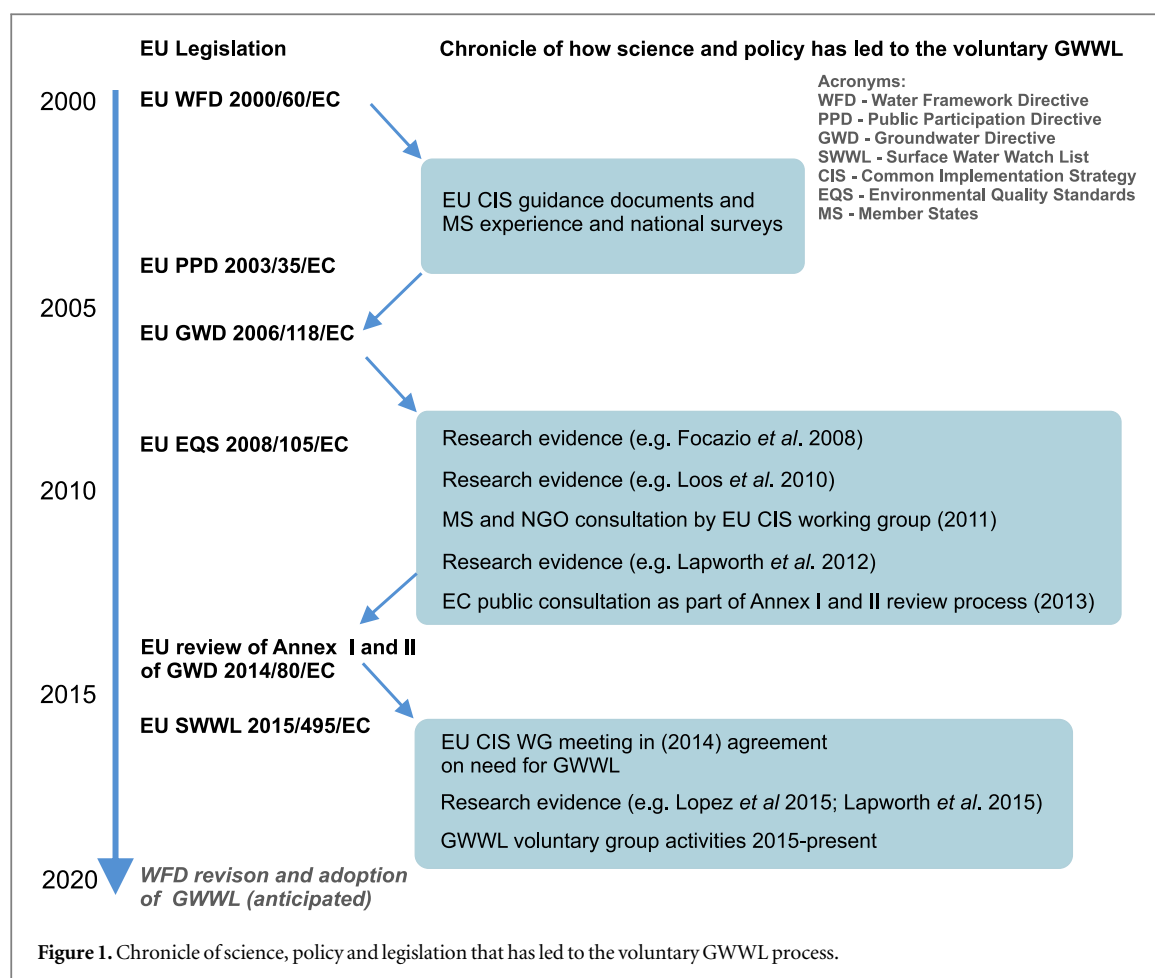 EU Legislation
Chronicle of how science and policy has led to the voluntary GWWL
Acronyms:
WFD - Water Framework Directive
PPD - Public Participation Directive
GWD - Groundwater Directive
SWWL - Surface Water Watch List
CIS - Common Implementation Strategy
EQS - Environmental Quality Standards
MS - Member States
2000
EU WFD 2000/60/EC
EU CIS guidance documents and
MS experience and national surveys
EU PPD 2003/35/EC
2005
EU GWD 2006/118/EC
EU EQS 2008/105/EC
Research evidence (e.g. Focazio et al. 2008)
2010
Research evidence (e.g. Loos et al. 2010)
MS and NGO consultation by EU CIS working group (2011)
Research evidence (e.g. Lapworth et al. 2012)
EC public consultation as part of Annex I and II review process (2013)
EU review of Annex I and II
of GWD 2014/80/EC
2015
EU SWWL 2015/495/EC
EU CIS WG meeting in (2014) agreement
on need for GWWL
Research evidence (e.g. Lopez et al 2015; Lapworth et al. 2015)
GWWL voluntary group activities 2015-present
2020
WFD revison and adoption
of GWWL (anticipated)
Figure 1. Chronicle of science, policy and legislation that has led to the voluntary GWWL process.